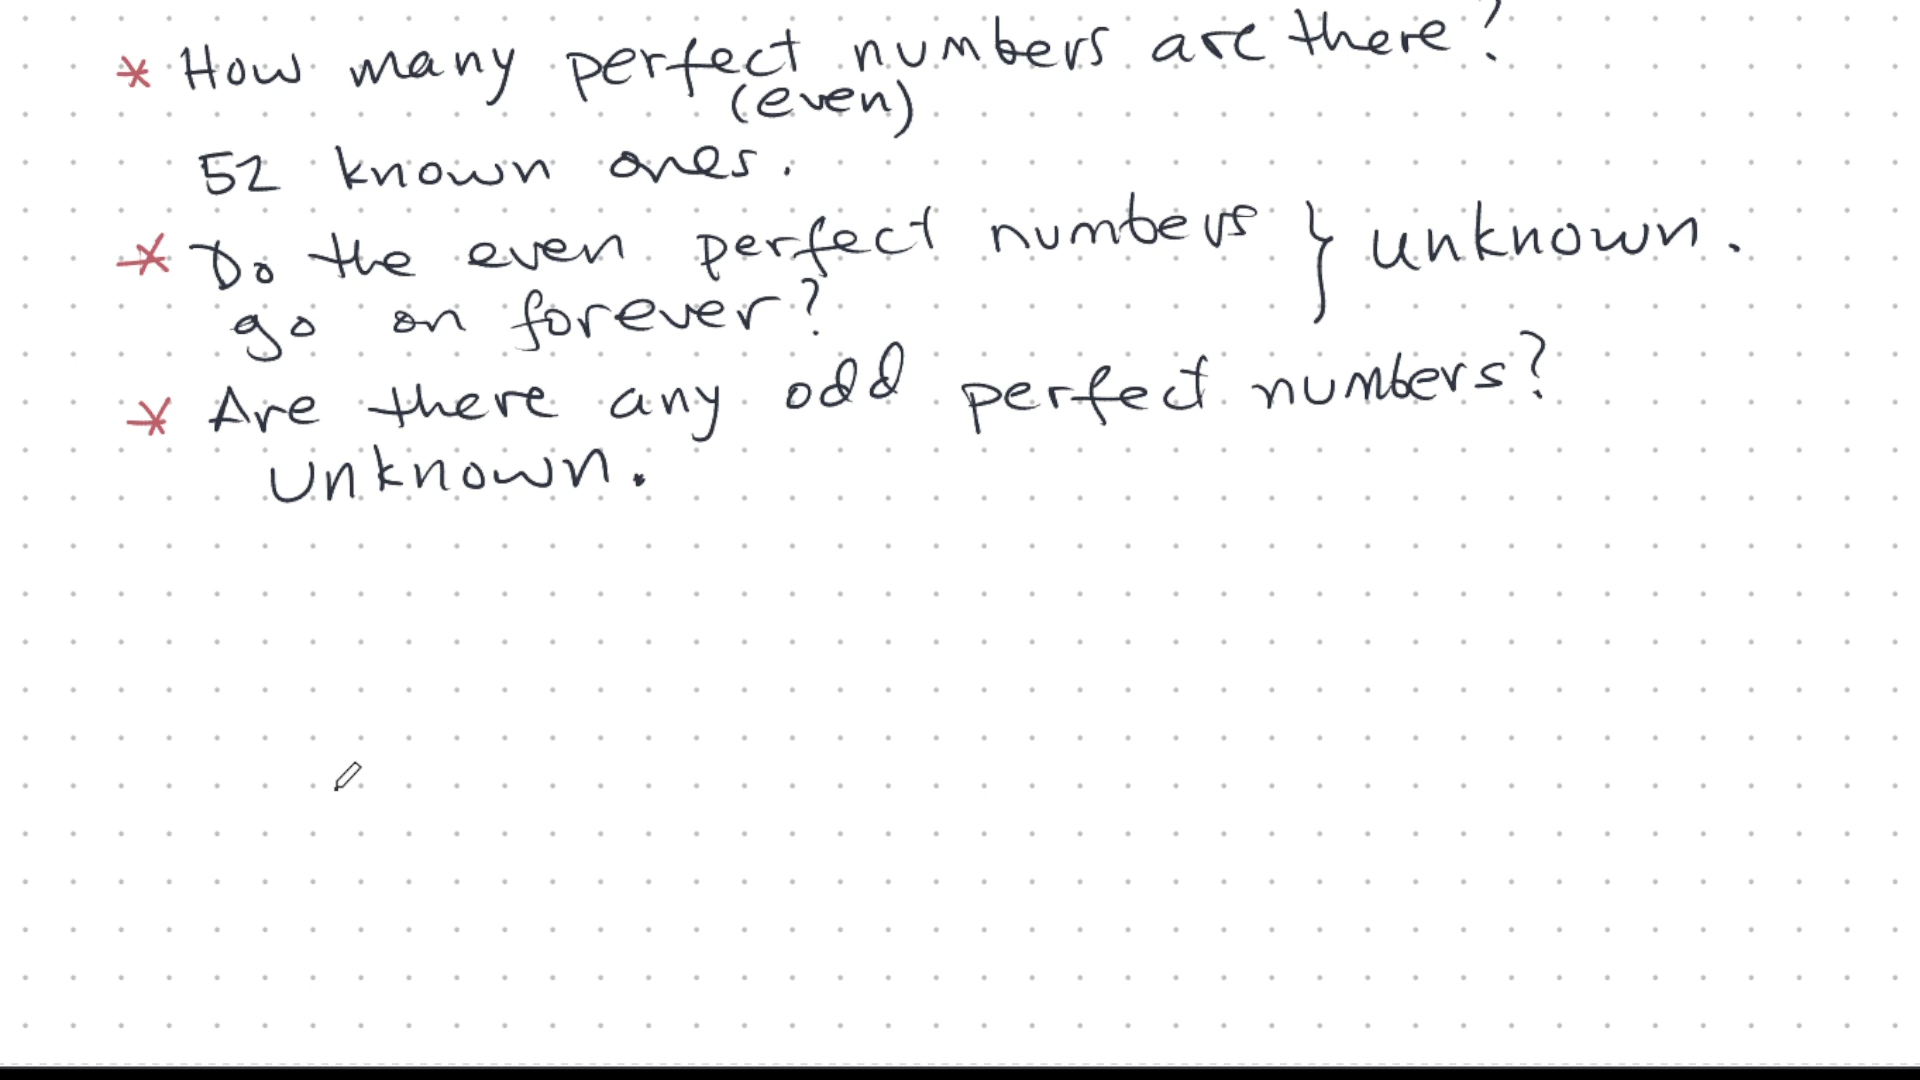 * How many perfect numbers are there?
(even)
52 known ones.
* Do the even perfect numbers } unknown.
go on forever?
* Are there any odd perfect numbers?
Unknown.